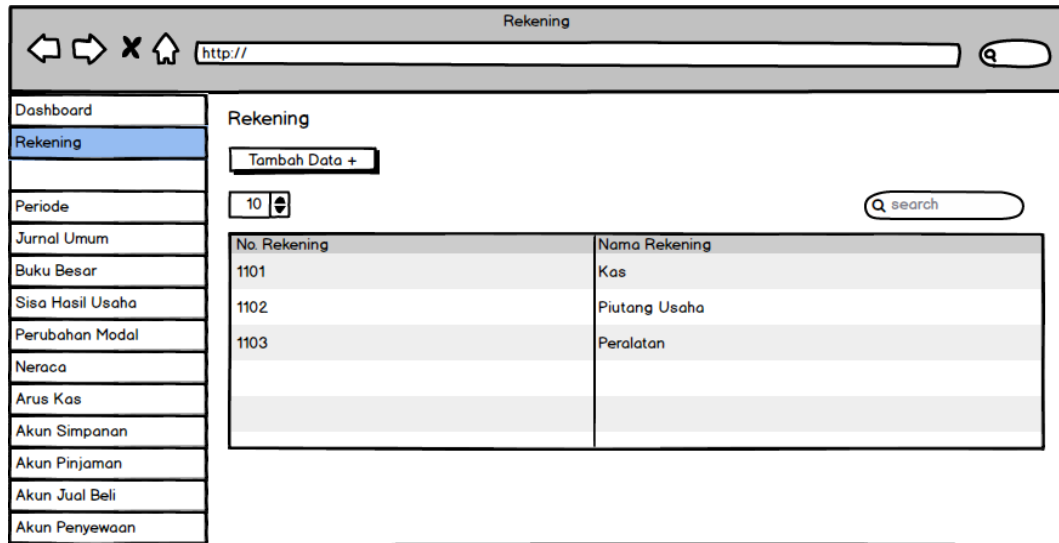 Rekening
http://
Dashboard
Rekening
Periode
Jurnal Umum
Buku Besar
Sisa Hasil Usaha
Perubahan Modal
Neraca
Arus Kas
Akun Simpanan
Akun Pinjaman
Akun Jual Beli
Akun Penyewaan
Rekening
Tambah Data +
10
search
No. Rekening Nama Rekening
1101 Kas
1102 Piutang Usaha
1103 Peralatan